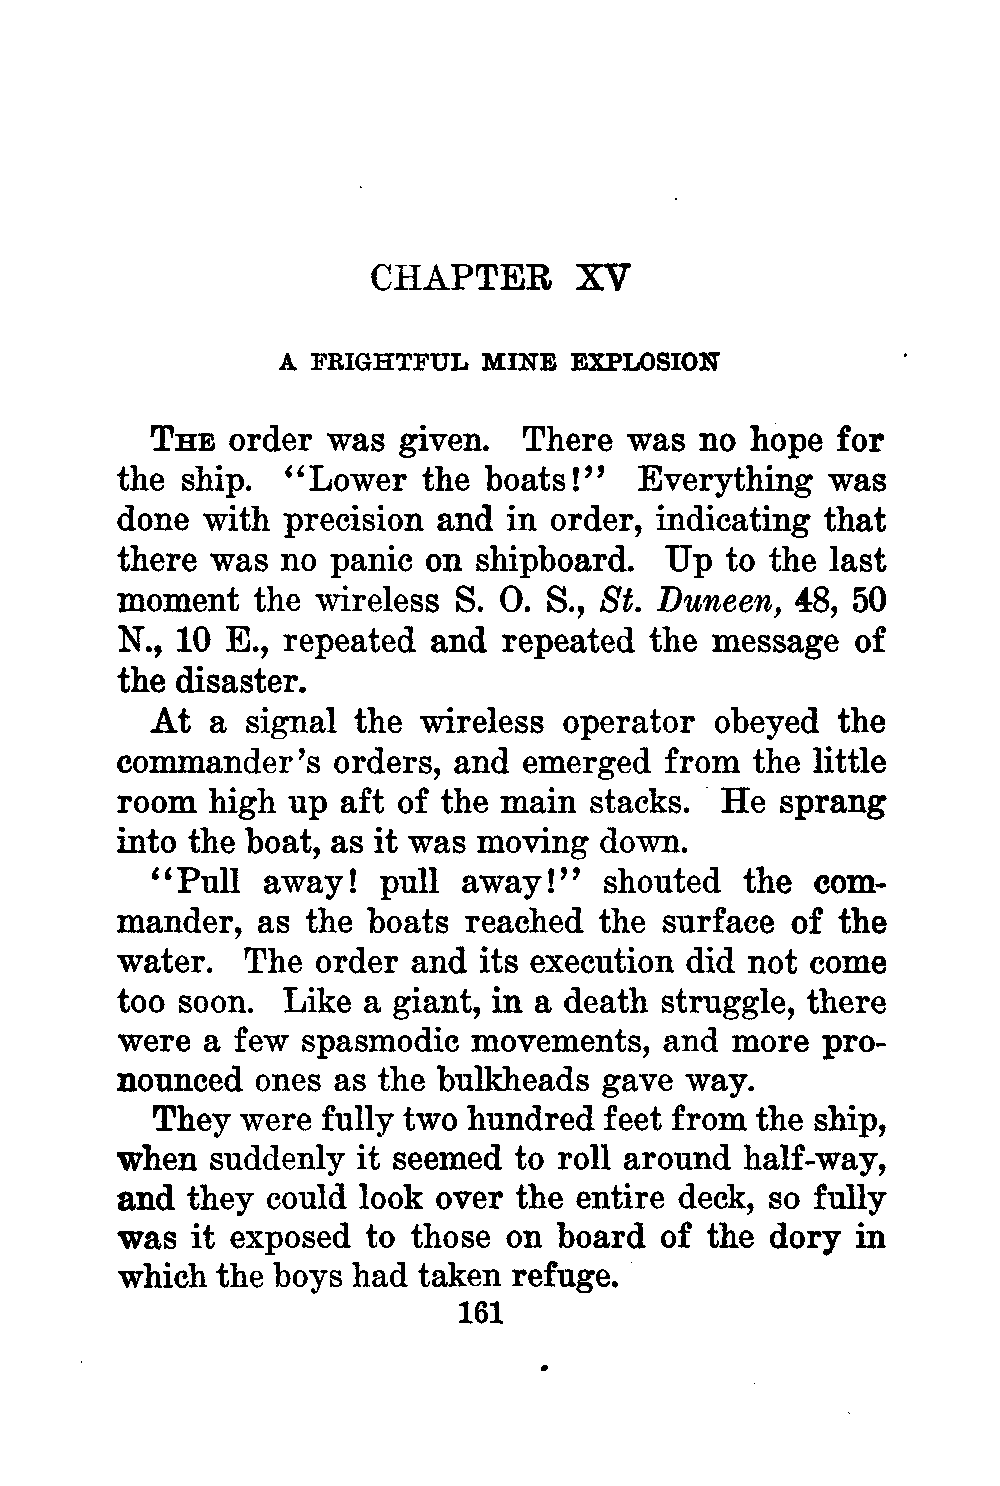 CHAPTER XV
A FRIGHTFUL MINE EXPLOSION
THE order was given. There was no hope for
the ship. "Lower the boats!" Everything was
done with precision and in order, indicating that
there was no panic on shipboard. Up to the last
moment the wireless S. O. S., St. Duneen, 48, 50
N., 10 E., repeated and repeated the message of
the disaster.
At a signal the wireless operator obeyed the
commander's orders, and emerged from the little
room high up aft of the main stacks. He sprang
into the boat, as it was moving down.
"Pull away! pull away!" shouted the com-
mander, as the boats reached the surface of the
water. The order and its execution did not come
too soon. Like a giant, in a death struggle, there
were a few spasmodic movements, and more pro-
nounced ones as the bulkheads gave way.
They were fully two hundred feet from the ship,
when suddenly it seemed to roll around half-way,
and they could look over the entire deck, so fully
was it exposed to those on board of the dory in
which the boys had taken refuge.
161